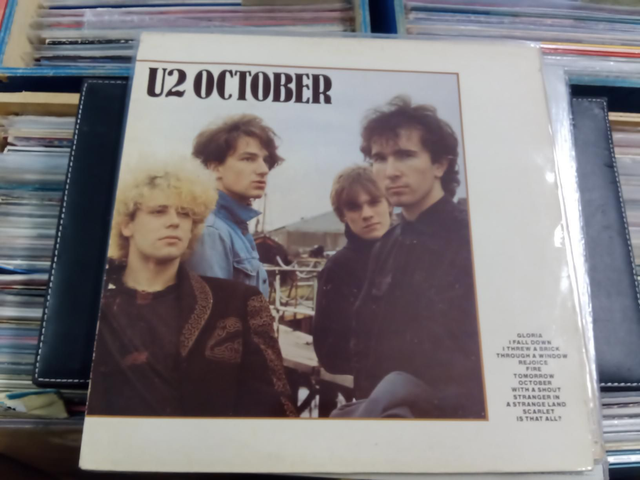 U2 OCTOBER
GLORIA
I FALL DOWN
I THREW A BRICK
THROUGH A WINDOW
REJOICE
FIRE
TOMORROW
OCTOBER
WITH A SHOUT
STRANGER IN
A STRANGE LAND
SCARLET
IS THAT ALL?